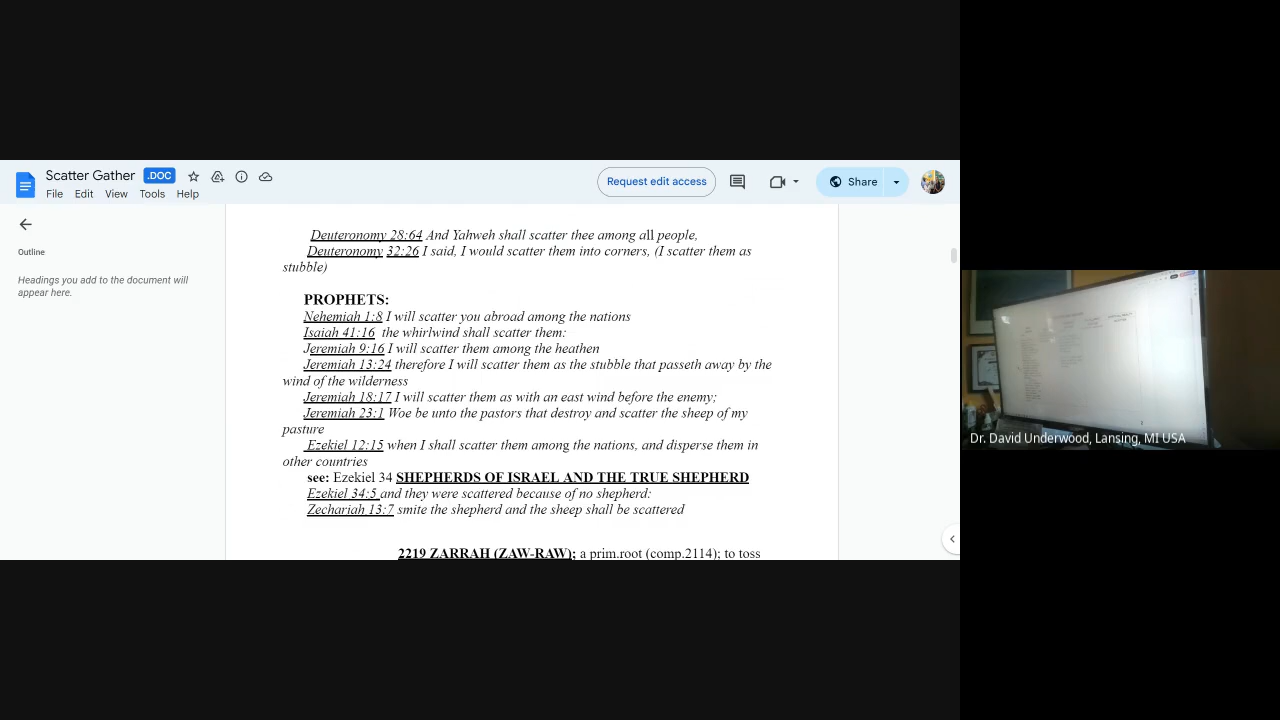 Scatter Gather .DOC
File Edit View Tools Help
Request edit access
Share
Outline
Headings you add to the document will
appear here.
Deuteronomy 28:64 And Yahweh shall scatter thee among all people,
Deuteronomy 32:26 I said, I would scatter them into corners, (I scatter them as
stubble)
PROPHETS:
Nehemiah 1:8 I will scatter you abroad among the nations
Isaiah 41:16 the whirlwind shall scatter them:
Jeremiah 9:16 I will scatter them among the heathen
Jeremiah 13:24 therefore I will scatter them as the stubble that passeth away by the
wind of the wilderness
Jeremiah 18:17 I will scatter them as with an east wind before the enemy;
Jeremiah 23:1 Woe be unto the pastors that destroy and scatter the sheep of my
pasture
Ezekiel 12:15 when I shall scatter them among the nations, and disperse them in
other countries
see: Ezekiel 34 SHEPHERDS OF ISRAEL AND THE TRUE SHEPHERD
Ezekiel 34:5 and they were scattered because of no shepherd:
Zechariah 13:7 smite the shepherd and the sheep shall be scattered
2219 ZARRAH (ZAW-RAW); a prim.root (comp.2114); to toss
Dr. David Underwood, Lansing, MI USA